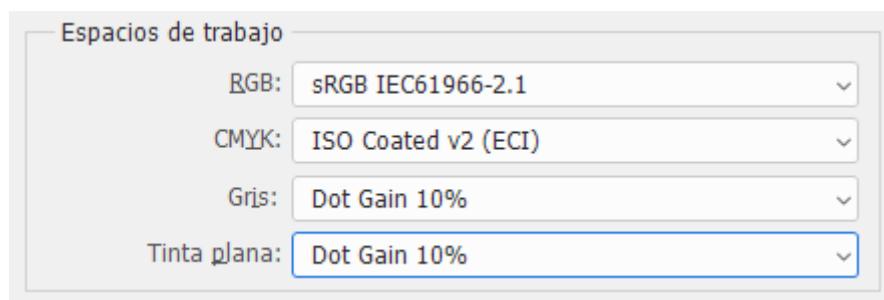 Espacios de trabajo
RGB: sRGB IEC61966-2.1
CMYK: ISO Coated v2 (ECI)
Gris: Dot Gain 10%
Tinta plana: Dot Gain 10%